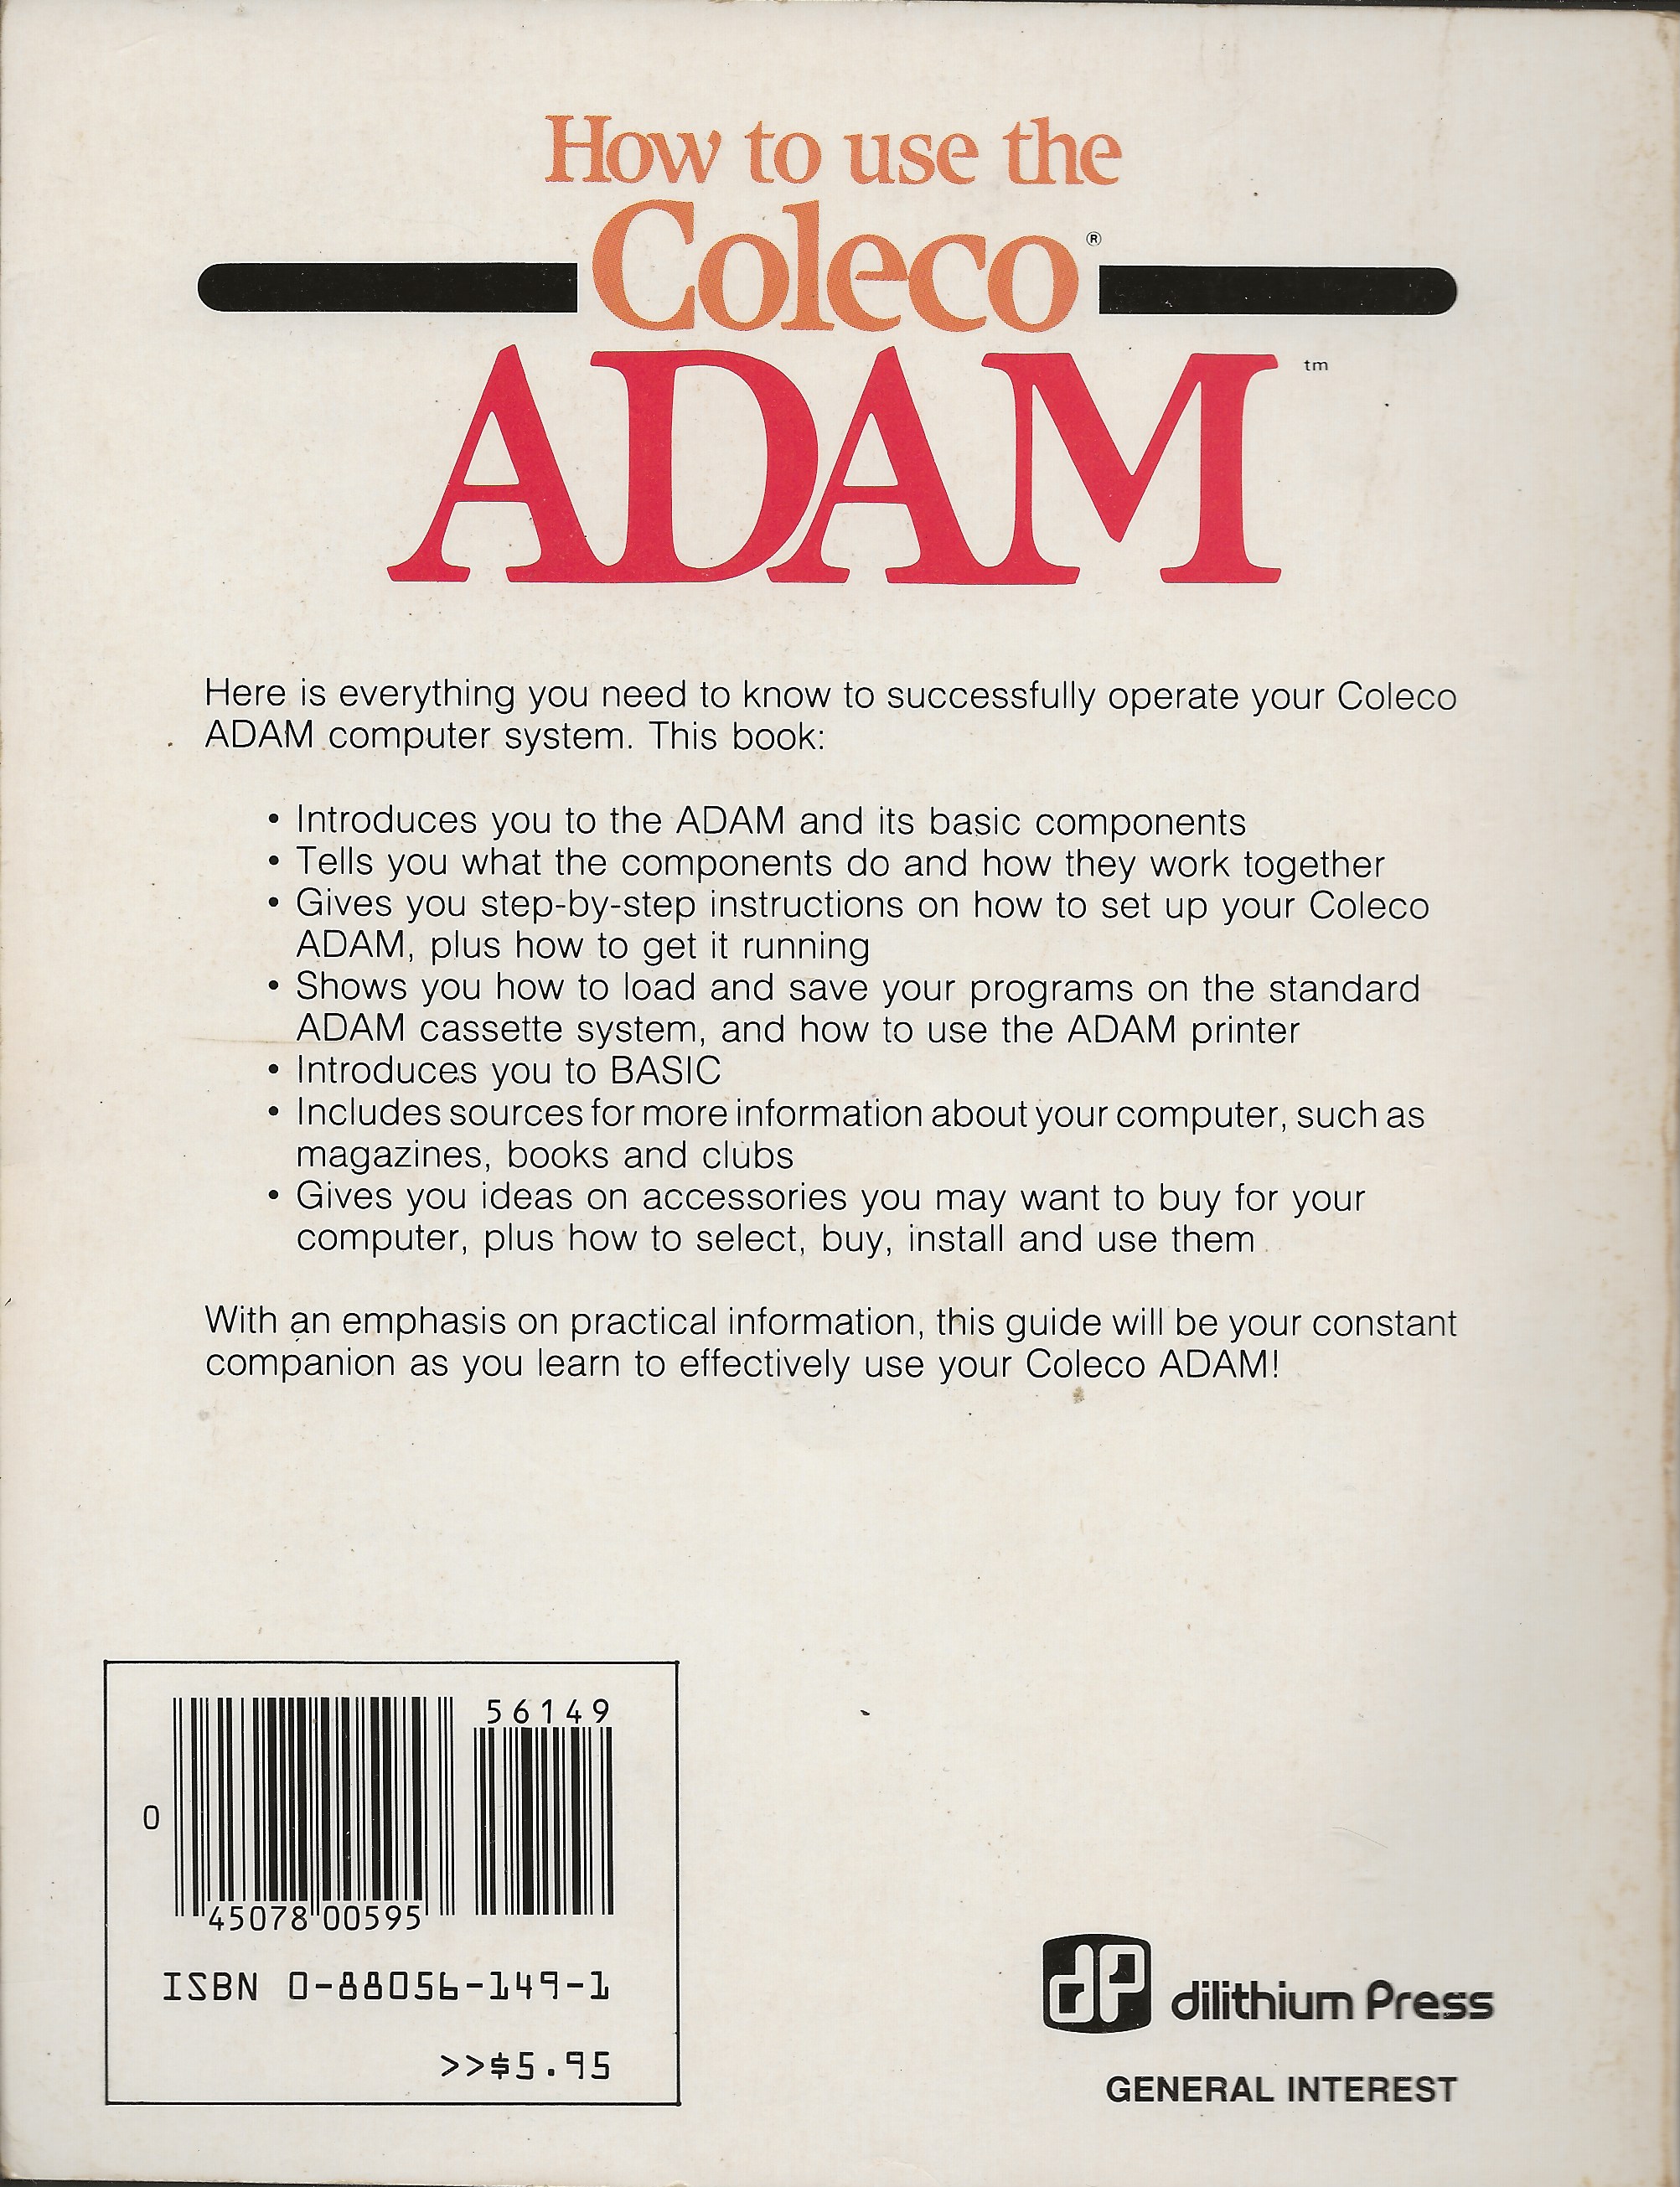 How to use the
Coleco®
ADAM™
Here is everything you need to know to successfully operate your Coleco
ADAM computer system. This book:
• Introduces you to the ADAM and its basic components
• Tells you what the components do and how they work together
• Gives you step-by-step instructions on how to set up your Coleco
ADAM, plus how to get it running
• Shows you how to load and save your programs on the standard
ADAM cassette system, and how to use the ADAM printer
• Introduces you to BASIC
• Includes sources for more information about your computer, such as
magazines, books and clubs
• Gives you ideas on accessories you may want to buy for your
computer, plus how to select, buy, install and use them
With an emphasis on practical information, this guide will be your constant
companion as you learn to effectively use your Coleco ADAM!
56149
0
45078 00595
ISBN 0-88056-149-1
>>$5.95
dP dilithium Press
GENERAL INTEREST